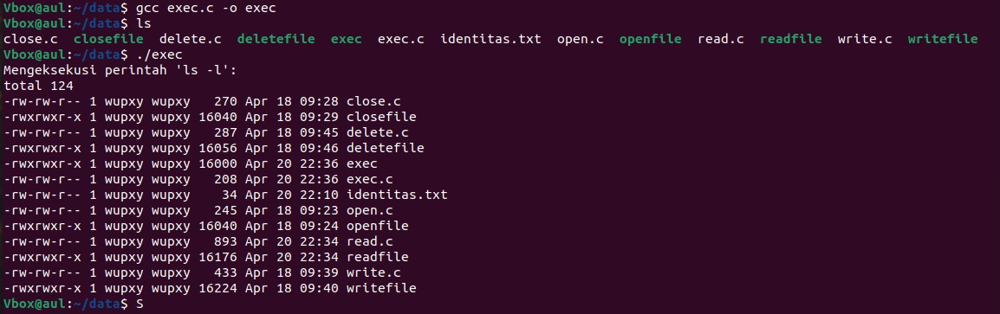 Vbox@aul:~/data$ gcc exec.c -o exec
Vbox@aul:~/data$ ls
close.c  closefile  delete.c  deletefile  exec  exec.c  identitas.txt  open.c  openfile  read.c  readfile  write.c  writefile
Vbox@aul:~/data$ ./exec
Mengeksekusi perintah 'ls -l':
total 124
-rw-rw-r-- 1 wupxy wupxy   270 Apr 18 09:28 close.c
-rwxrwxr-x 1 wupxy wupxy 16040 Apr 18 09:29 closefile
-rw-rw-r-- 1 wupxy wupxy   287 Apr 18 09:45 delete.c
-rwxrwxr-x 1 wupxy wupxy 16056 Apr 18 09:46 deletefile
-rwxrwxr-x 1 wupxy wupxy 16000 Apr 20 22:36 exec
-rw-rw-r-- 1 wupxy wupxy   208 Apr 20 22:36 exec.c
-rw-rw-r-- 1 wupxy wupxy    34 Apr 20 22:10 identitas.txt
-rw-rw-r-- 1 wupxy wupxy   245 Apr 18 09:23 open.c
-rwxrwxr-x 1 wupxy wupxy 16040 Apr 18 09:24 openfile
-rw-rw-r-- 1 wupxy wupxy   893 Apr 20 22:34 read.c
-rwxrwxr-x 1 wupxy wupxy 16176 Apr 20 22:34 readfile
-rw-rw-r-- 1 wupxy wupxy   433 Apr 18 09:39 write.c
-rwxrwxr-x 1 wupxy wupxy 16224 Apr 18 09:40 writefile
Vbox@aul:~/data$ S